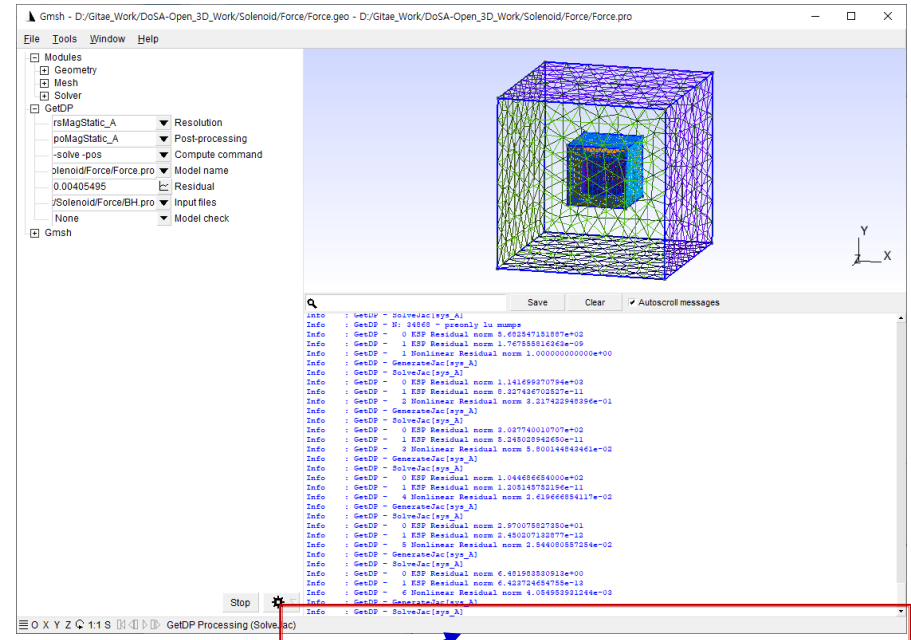 Gmsh - D:/Gitae_Work/DoSA-Open_3D_Work/Solenoid/Force/Force.geo - D:/Gitae_Work/DoSA-Open_3D_Work/Solenoid/Force/Force.pro
File Tools Window Help
Modules
Geometry
Mesh
Solver
GetDP
rsMagStatic_A Resolution
poMagStatic_A Post-processing
-solve -pos Compute command
olenoid/Force/Force.pro Model name
0.00405495 Residual
:/Solenoid/Force/BH.pro Input files
None Model check
Gmsh
Y
Z X
Save Clear Autoscroll messages
Info : GetDP - SolveJac[sys_A]
Info : GetDP - N: 34868 - preonly lu mumps
Info : GetDP - 0 KSP Residual norm 5.682547151887e+02
Info : GetDP - 1 KSP Residual norm 1.767555816363e-09
Info : GetDP - 1 Nonlinear Residual norm 1.000000000000e+00
Info : GetDP - GenerateJac[sys_A]
Info : GetDP - SolveJac[sys_A]
Info : GetDP - 0 KSP Residual norm 1.141699370794e+03
Info : GetDP - 1 KSP Residual norm 8.327436702527e-11
Info : GetDP - 2 Nonlinear Residual norm 3.217422948396e-01
Info : GetDP - GenerateJac[sys_A]
Info : GetDP - SolveJac[sys_A]
Info : GetDP - 0 KSP Residual norm 3.037740010707e+02
Info : GetDP - 1 KSP Residual norm 5.245028942650e-11
Info : GetDP - 3 Nonlinear Residual norm 5.800144843461e-02
Info : GetDP - GenerateJac[sys_A]
Info : GetDP - SolveJac[sys_A]
Info : GetDP - 0 KSP Residual norm 1.044686654000e+02
Info : GetDP - 1 KSP Residual norm 1.205145752196e-11
Info : GetDP - 4 Nonlinear Residual norm 2.619666854117e-02
Info : GetDP - GenerateJac[sys_A]
Info : GetDP - SolveJac[sys_A]
Info : GetDP - 0 KSP Residual norm 2.970075827350e+01
Info : GetDP - 1 KSP Residual norm 2.450207132877e-12
Info : GetDP - 5 Nonlinear Residual norm 2.544080557254e-02
Info : GetDP - GenerateJac[sys_A]
Info : GetDP - SolveJac[sys_A]
Info : GetDP - 0 KSP Residual norm 6.481983530913e+00
Info : GetDP - 1 KSP Residual norm 6.423724654755e-13
Info : GetDP - 6 Nonlinear Residual norm 4.054953931244e-03
Info : GetDP - GenerateJac[sys_A]
Info : GetDP - SolveJac[sys_A]
Stop
O X Y Z 1:1 S GetDP Processing (SolveJac)